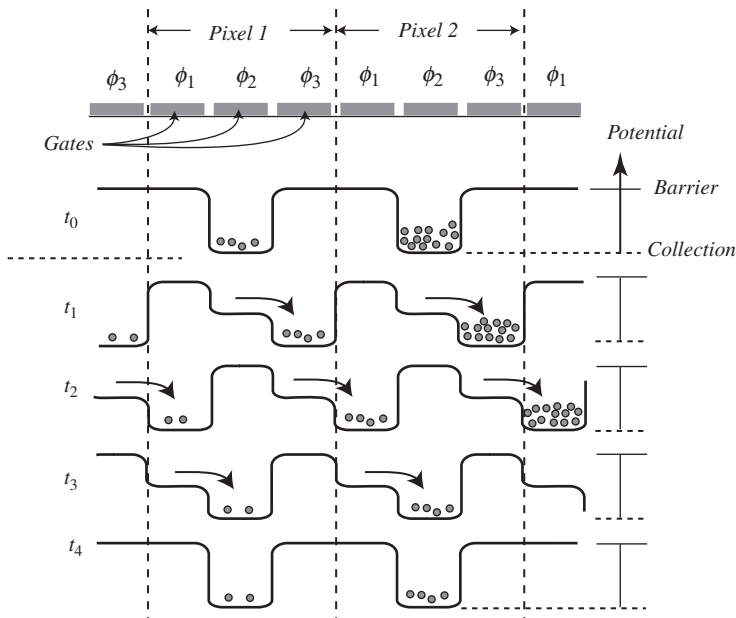 Pixel 1 Pixel 2
ϕ3 ϕ1 ϕ2 ϕ3 ϕ1 ϕ2 ϕ3 ϕ1
Gates
Potential
Barrier
t0
Collection
t1
t2
t3
t4